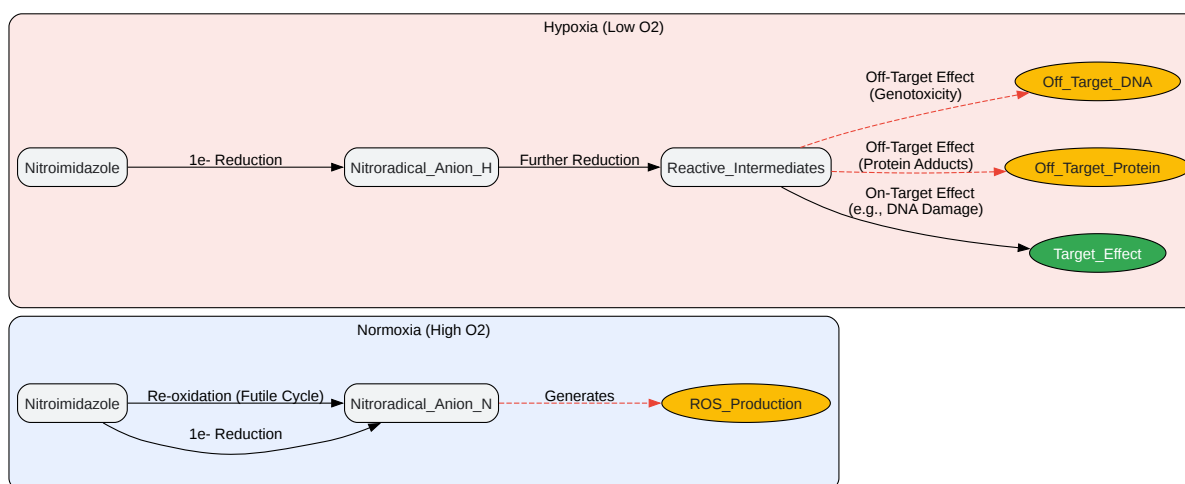 Hypoxia (Low O2)
Off-Target Effect
(Genotoxicity)
Off_Target_DNA
Nitroimidazole
1e- Reduction
Nitroradical_Anion_H
Further Reduction
Reactive_Intermediates
Off-Target Effect
(Protein Adducts)
Off_Target_Protein
On-Target Effect
(e.g., DNA Damage)
Target_Effect
Normoxia (High O2)
Nitroimidazole
Re-oxidation (Futile Cycle)
Nitroradical_Anion_N
Generates
ROS_Production
1e- Reduction